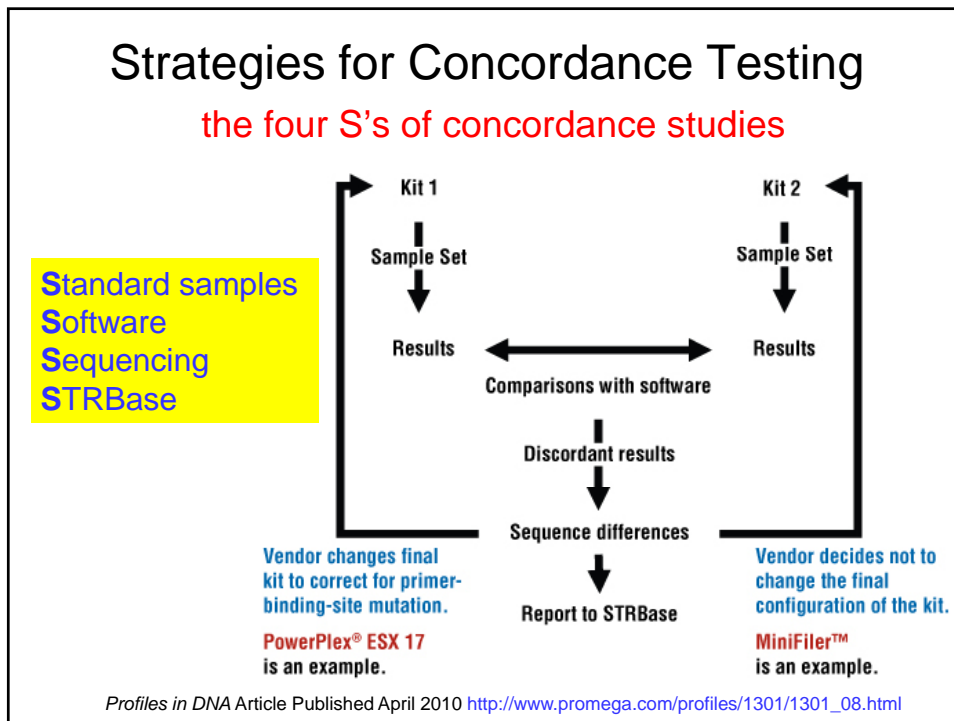 Strategies for Concordance Testing
the four S's of concordance studies
Standard samples
Software
Sequencing
STRBase
Kit 1
Kit 2
Sample Set
Sample Set
Results
Results
Comparisons with software
Discordant results
Sequence differences
Report to STRBase
Vendor changes final
kit to correct for primer-
binding-site mutation.
PowerPlex® ESX 17
is an example.
Vendor decides not to
change the final
configuration of the kit.
MiniFiler™
is an example.
Profiles in DNA Article Published April 2010 http://www.promega.com/profiles/1301/1301_08.html